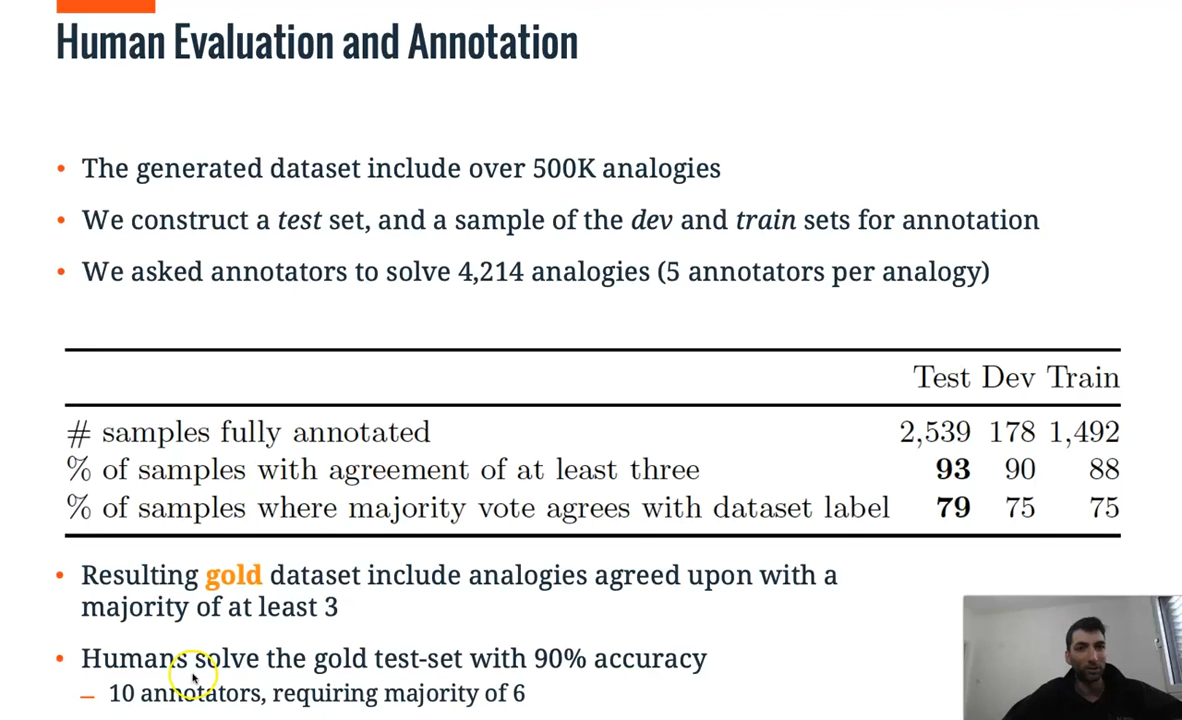 Human Evaluation and Annotation
• The generated dataset include over 500K analogies
• We construct a test set, and a sample of the dev and train sets for annotation
• We asked annotators to solve 4,214 analogies (5 annotators per analogy)
Test Dev Train
# samples fully annotated 2,539 178 1,492
% of samples with agreement of at least three 93 90 88
% of samples where majority vote agrees with dataset label 79 75 75
• Resulting gold dataset include analogies agreed upon with a
majority of at least 3
• Humans solve the gold test-set with 90% accuracy
– 10 annotators, requiring majority of 6